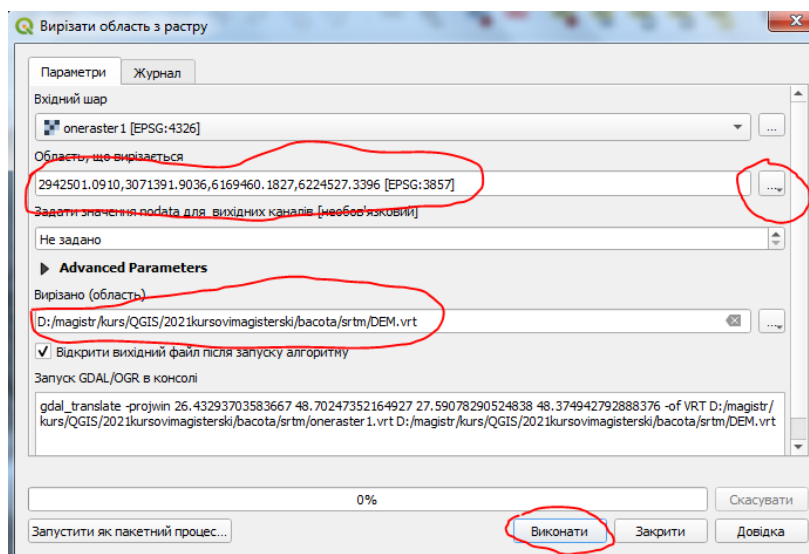 Вирізати область з растру
Параметри
Журнал
Вхідний шар
oneraster1 [EPSG:4326]
...
Область, що вирізається
2942501.0910,3071391.9036,6169460.1827,6224527.3396 [EPSG:3857]
...
Задати значення nodata для вихідних каналів [необов'язковий]
Не задано
Advanced Parameters
Вирізано (область)
D:/magistr/kurs/QGIS/2021kursovimagisterski/bacota/srtm/DEM.vrt
...
Відкрити вихідний файл після запуску алгоритму
Запуск GDAL/OGR в консолі
gdal_translate -projwin 26.43293703583667 48.70247352164927 27.59078290524838 48.374942792888376 -of VRT D:/magistr/
kurs/QGIS/2021kursovimagisterski/bacota/srtm/oneraster1.vrt D:/magistr/kurs/QGIS/2021kursovimagisterski/bacota/srtm/DEM.vrt
0%
Скасувати
Запустити як пакетний процес...
Виконати
Закрити
Довідка